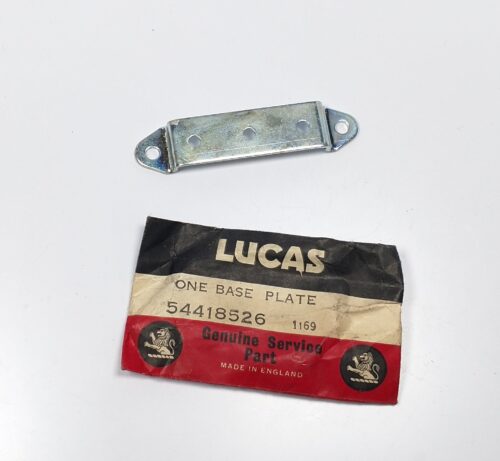 LUCAS
ONE BASE PLATE
54418526 1169
Genuine Service
Part
MADE IN ENGLAND